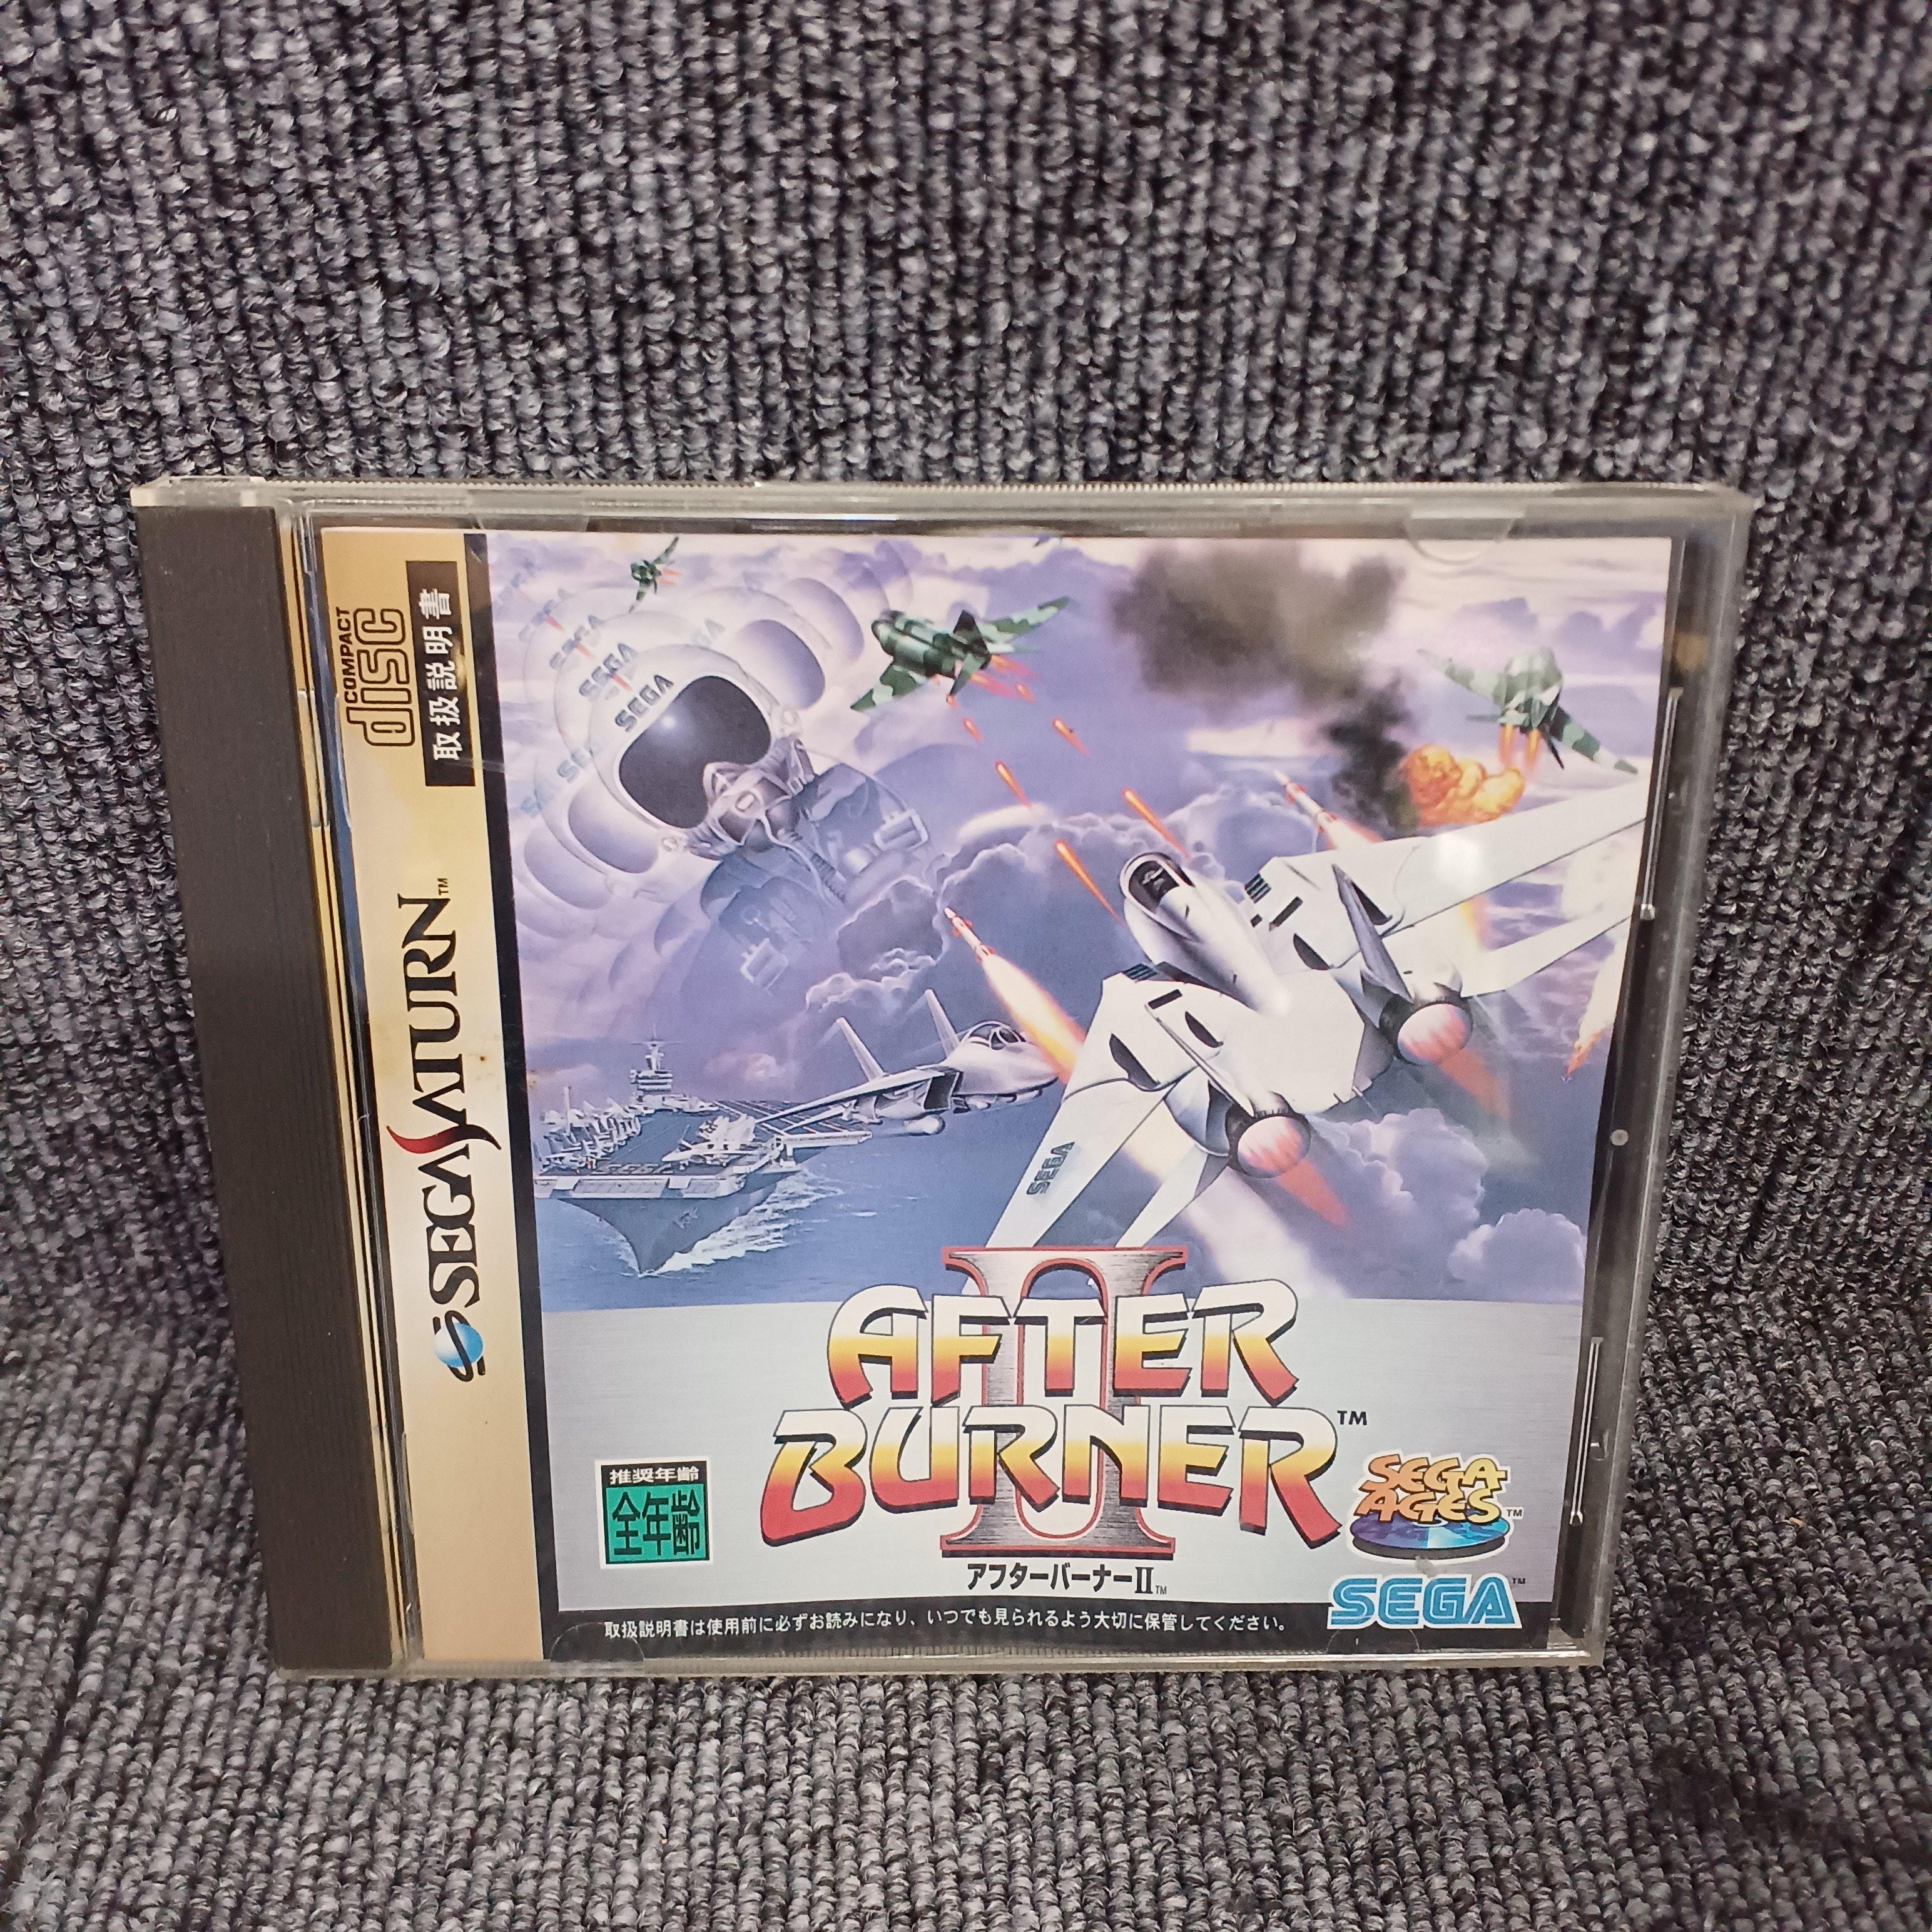 COMPACT
disc
取扱説明書
SEGA SATURN™
SEGA
SEGA
SEGA
SEGA
SEGA
SEGA
II
AFTER
BURNER™
アフターバーナーII™
推奨年齢
全年齢
SEGA
AGES™
SEGA™
取扱説明書は使用前に必ずお読みになり、いつでも見られるよう大切に保管してください。